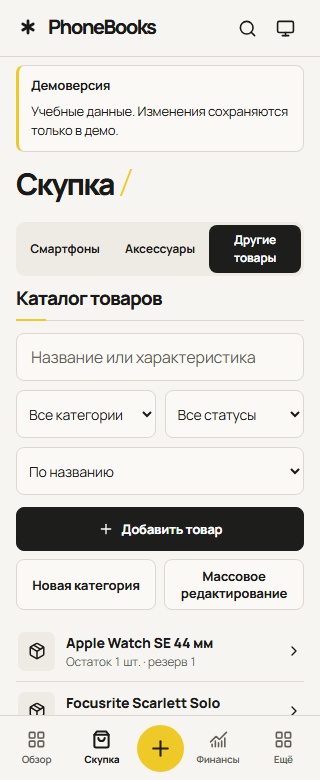 PhoneBooks
Демоверсия
Учебные данные. Изменения сохраняются
только в демо.
Скупка /
Смартфоны
Аксессуары
Другие
товары
Каталог товаров
Название или характеристика
Все категории
Все статусы
По названию
+ Добавить товар
Новая категория
Массовое
редактирование
Apple Watch SE 44 мм
Остаток 1 шт. · резерв 1
Focusrite Scarlett Solo
Обзор
Скупка
Финансы
Ещё